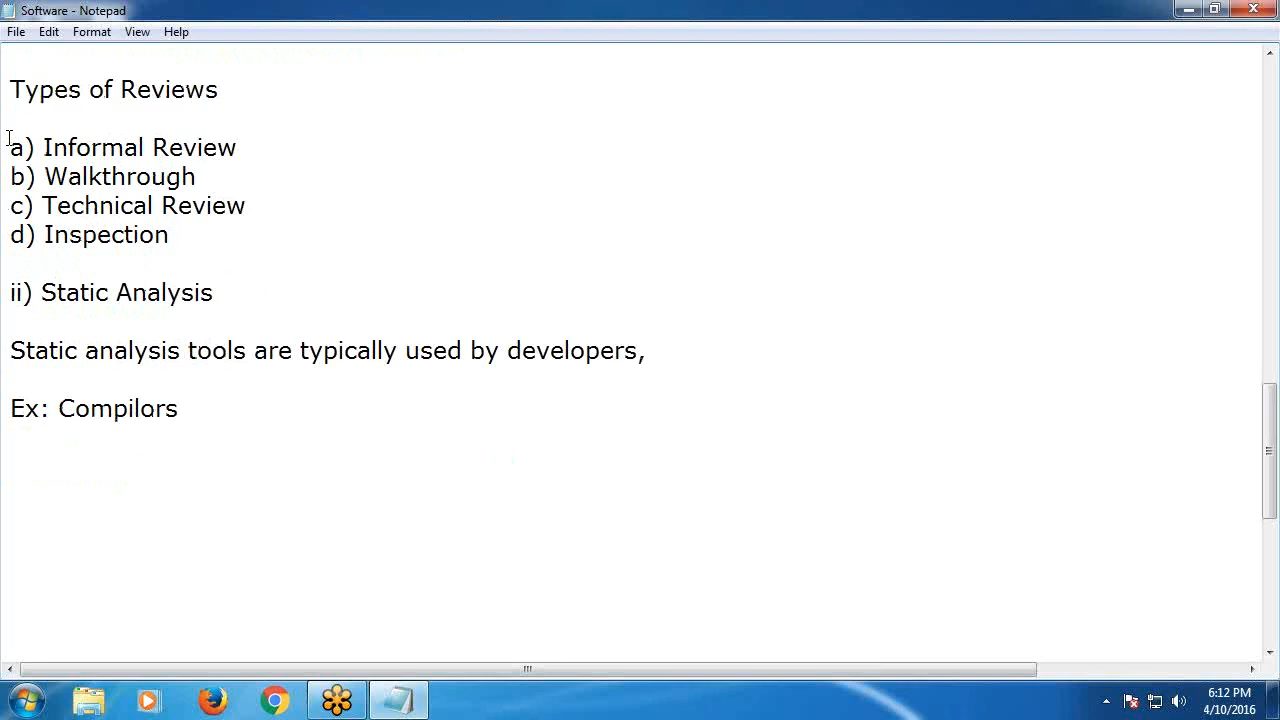 Software - Notepad
File Edit Format View Help
Types of Reviews
a) Informal Review
b) Walkthrough
c) Technical Review
d) Inspection
ii) Static Analysis
Static analysis tools are typically used by developers,
Ex: Compilors
6:12 PM
4/10/2016